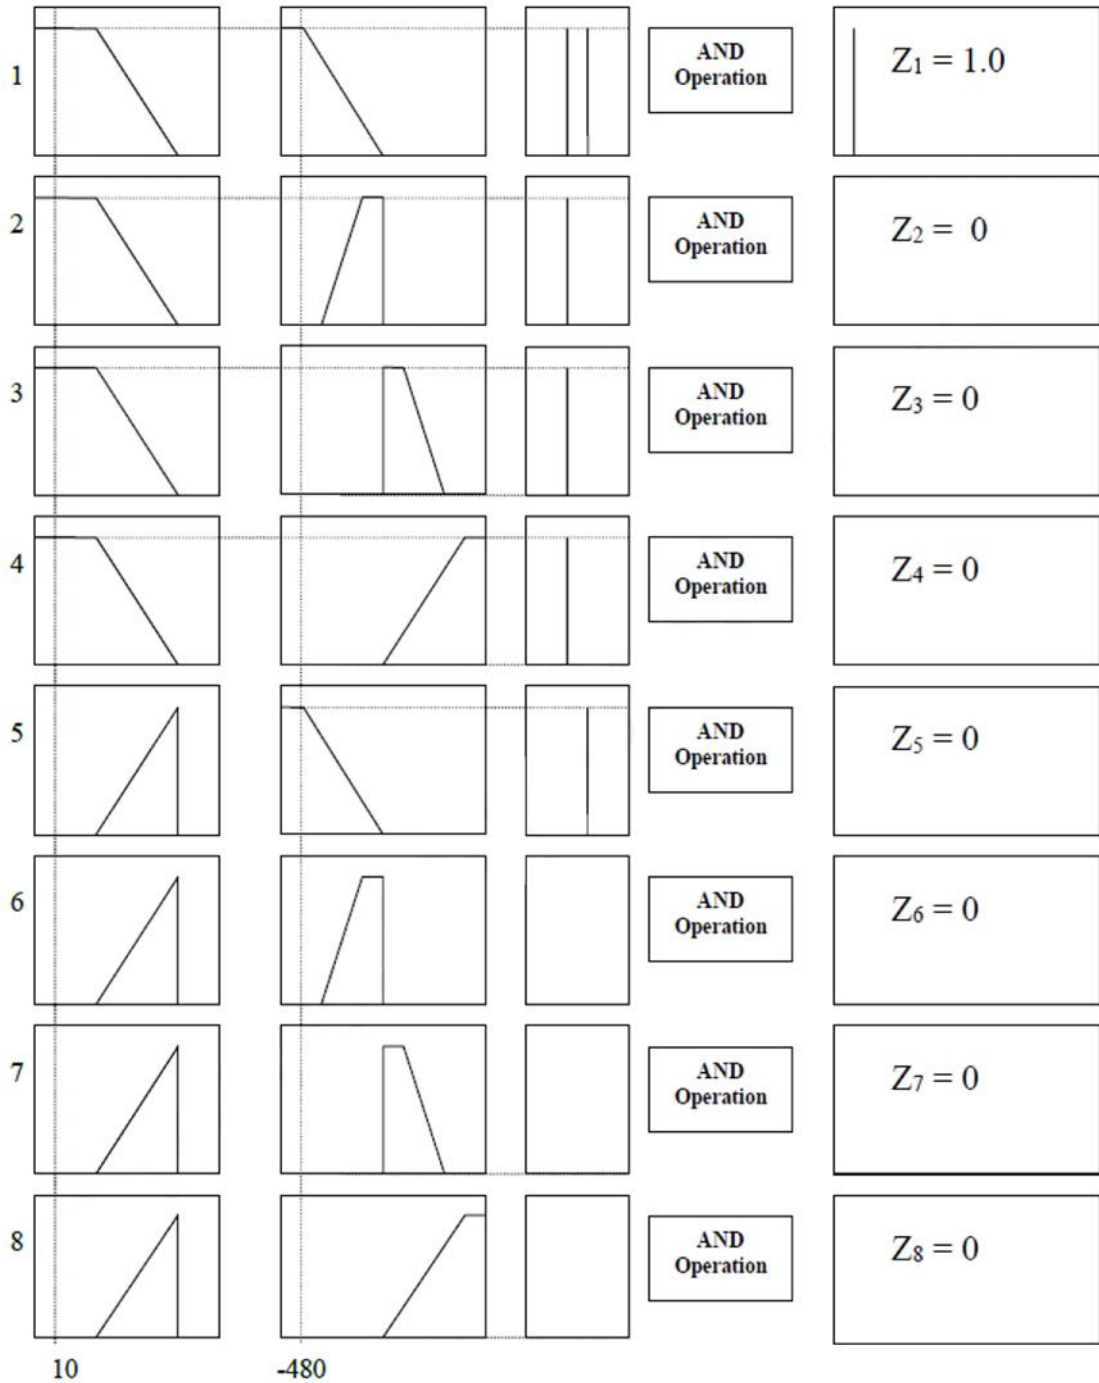 1
AND
Operation
Z₁ = 1.0
2
AND
Operation
Z₂ = 0
3
AND
Operation
Z₃ = 0
4
AND
Operation
Z₄ = 0
5
AND
Operation
Z₅ = 0
6
AND
Operation
Z₆ = 0
7
AND
Operation
Z₇ = 0
8
AND
Operation
Z₈ = 0
10
-480